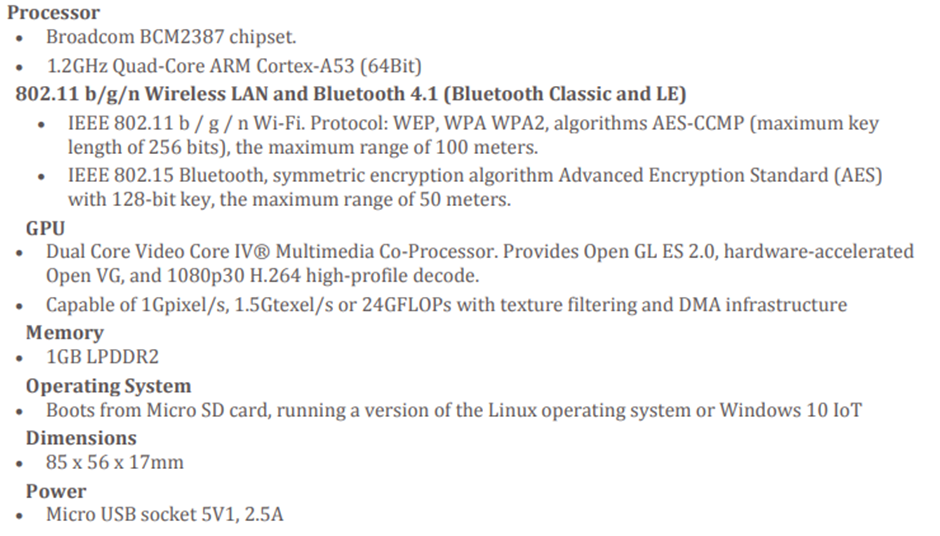 Processor
• Broadcom BCM2387 chipset.
• 1.2GHz Quad-Core ARM Cortex-A53 (64Bit)
802.11 b/g/n Wireless LAN and Bluetooth 4.1 (Bluetooth Classic and LE)
• IEEE 802.11 b / g / n Wi-Fi. Protocol: WEP, WPA WPA2, algorithms AES-CCMP (maximum key
length of 256 bits), the maximum range of 100 meters.
• IEEE 802.15 Bluetooth, symmetric encryption algorithm Advanced Encryption Standard (AES)
with 128-bit key, the maximum range of 50 meters.
GPU
• Dual Core Video Core IV® Multimedia Co-Processor. Provides Open GL ES 2.0, hardware-accelerated
Open VG, and 1080p30 H.264 high-profile decode.
• Capable of 1Gpixel/s, 1.5Gtexel/s or 24GFLOPs with texture filtering and DMA infrastructure
Memory
• 1GB LPDDR2
Operating System
• Boots from Micro SD card, running a version of the Linux operating system or Windows 10 IoT
Dimensions
• 85 x 56 x 17mm
Power
• Micro USB socket 5V1, 2.5A